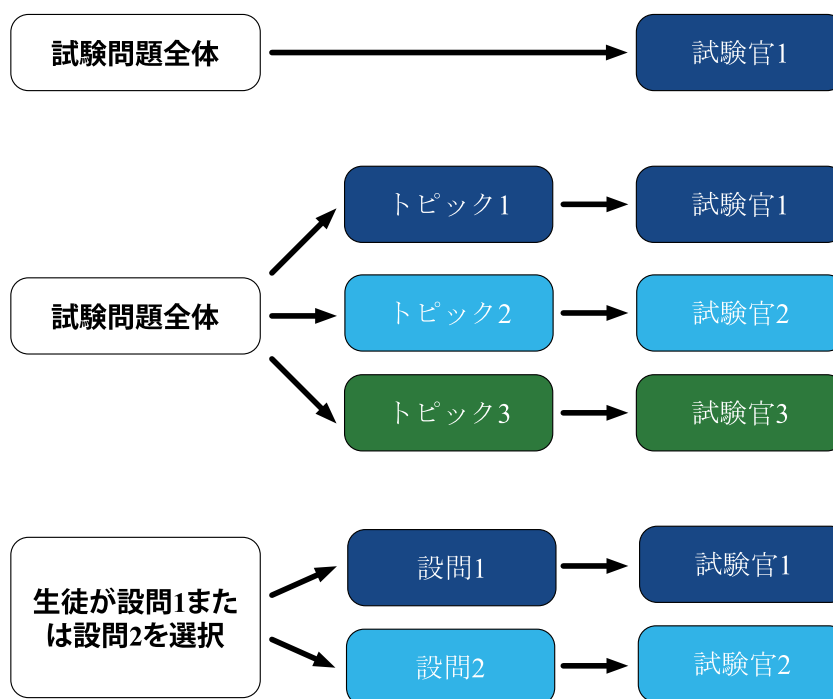 試験問題全体
試験官1
トピック1
試験官1
試験問題全体
トピック2
試験官2
トピック3
試験官3
生徒が設問1また
は設問2を選択
設問1
試験官1
設問2
試験官2